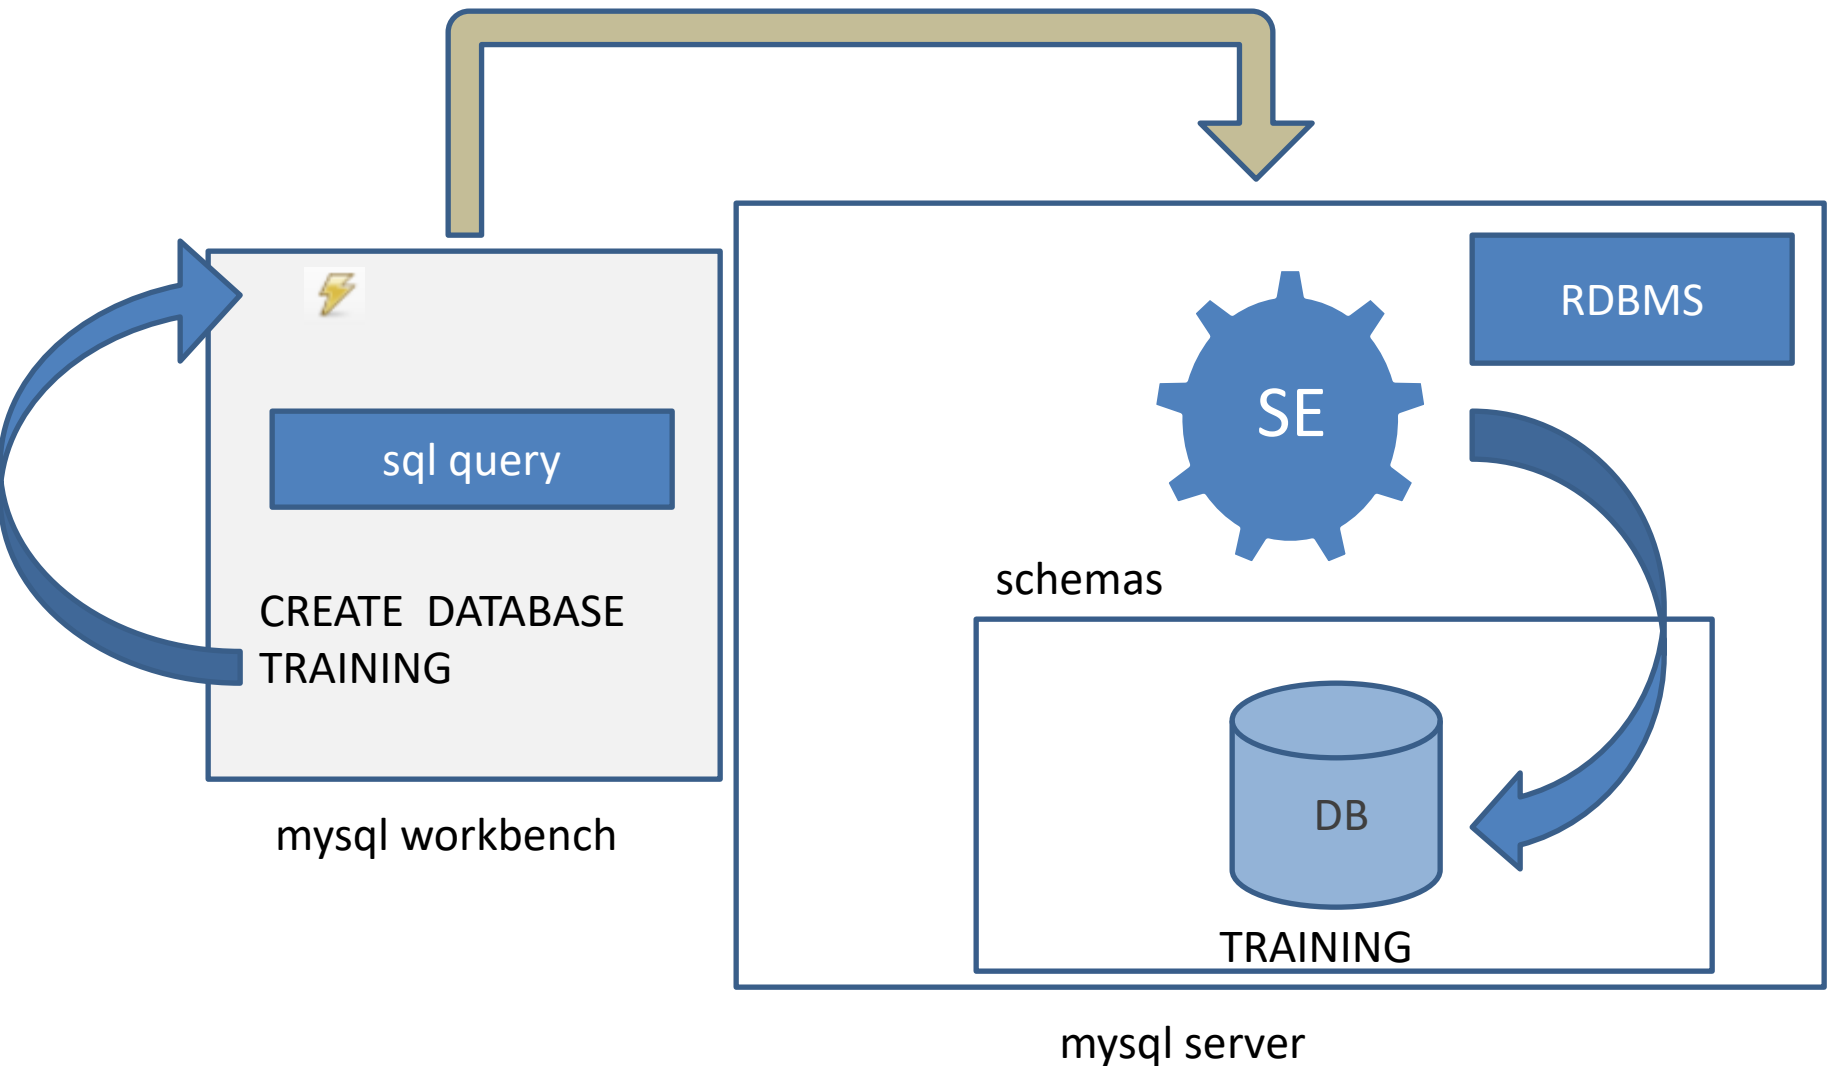 sql query
CREATE  DATABASE
TRAINING
mysql workbench
RDBMS
SE
schemas
DB
TRAINING
mysql server